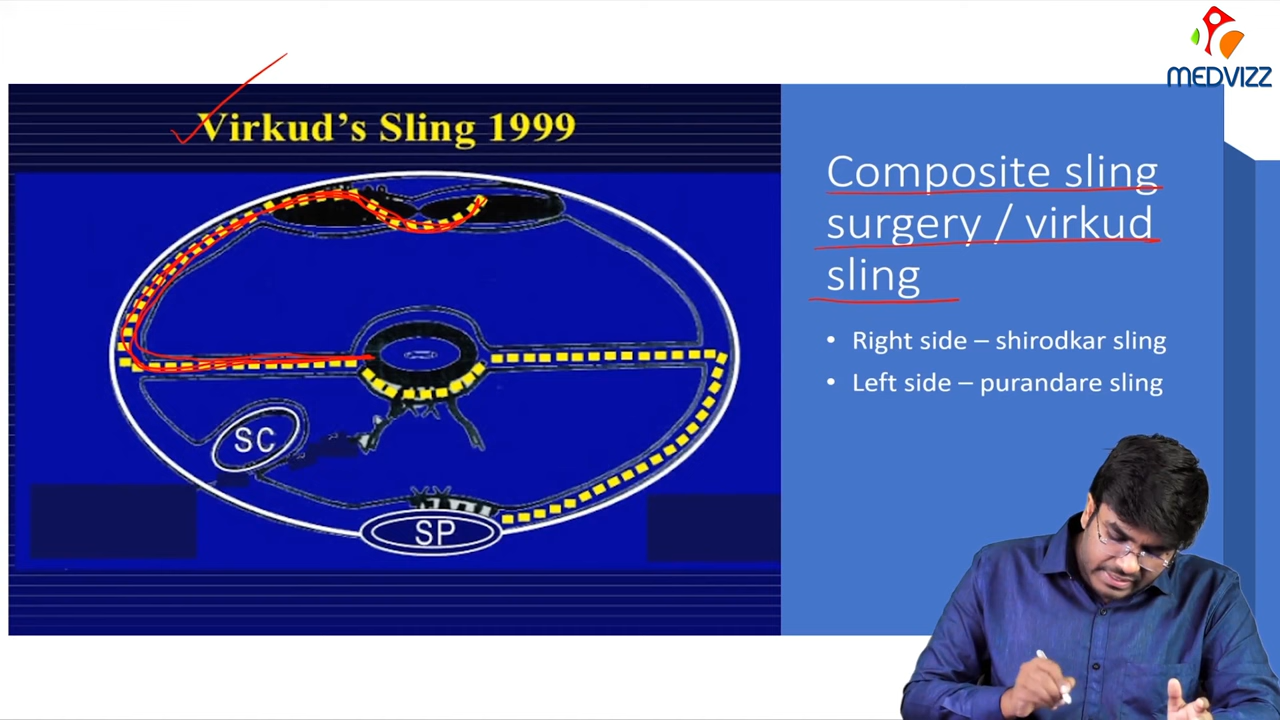 MEDVIZZ
Virkud’s Sling 1999
SC
SP
Composite sling
surgery / virkud
sling
• Right side – shirodkar sling
• Left side – purandare sling